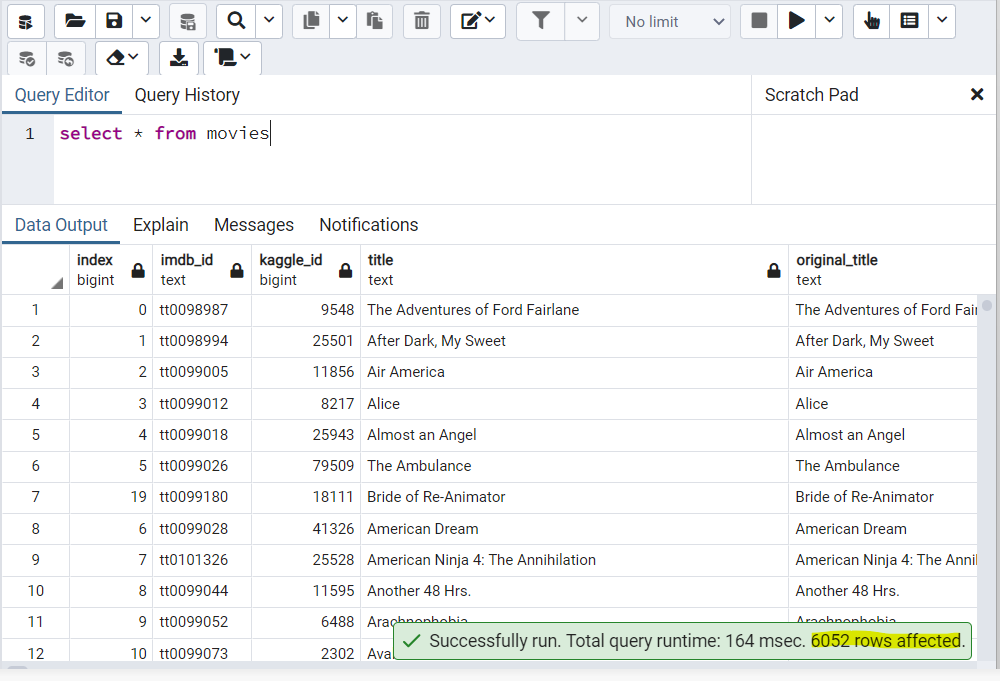 No limit
Query Editor Query History Scratch Pad
1 select * from movies
Data Output Explain Messages Notifications
index imdb_id kaggle_id title original_title
bigint text bigint text text
1 0 tt0098987 9548 The Adventures of Ford Fairlane The Adventures of Ford Fai
2 1 tt0098994 25501 After Dark, My Sweet After Dark, My Sweet
3 2 tt0099005 11856 Air America Air America
4 3 tt0099012 8217 Alice Alice
5 4 tt0099018 25943 Almost an Angel Almost an Angel
6 5 tt0099026 79509 The Ambulance The Ambulance
7 19 tt0099180 18111 Bride of Re-Animator Bride of Re-Animator
8 6 tt0099028 41326 American Dream American Dream
9 7 tt0101326 25528 American Ninja 4: The Annihilation American Ninja 4: The Anni
10 8 tt0099044 11595 Another 48 Hrs. Another 48 Hrs.
11 9 tt0099052 6488 Arachnophobia Arachnophobia
12 10 tt0099073 2302 Ava
Successfully run. Total query runtime: 164 msec. 6052 rows affected.